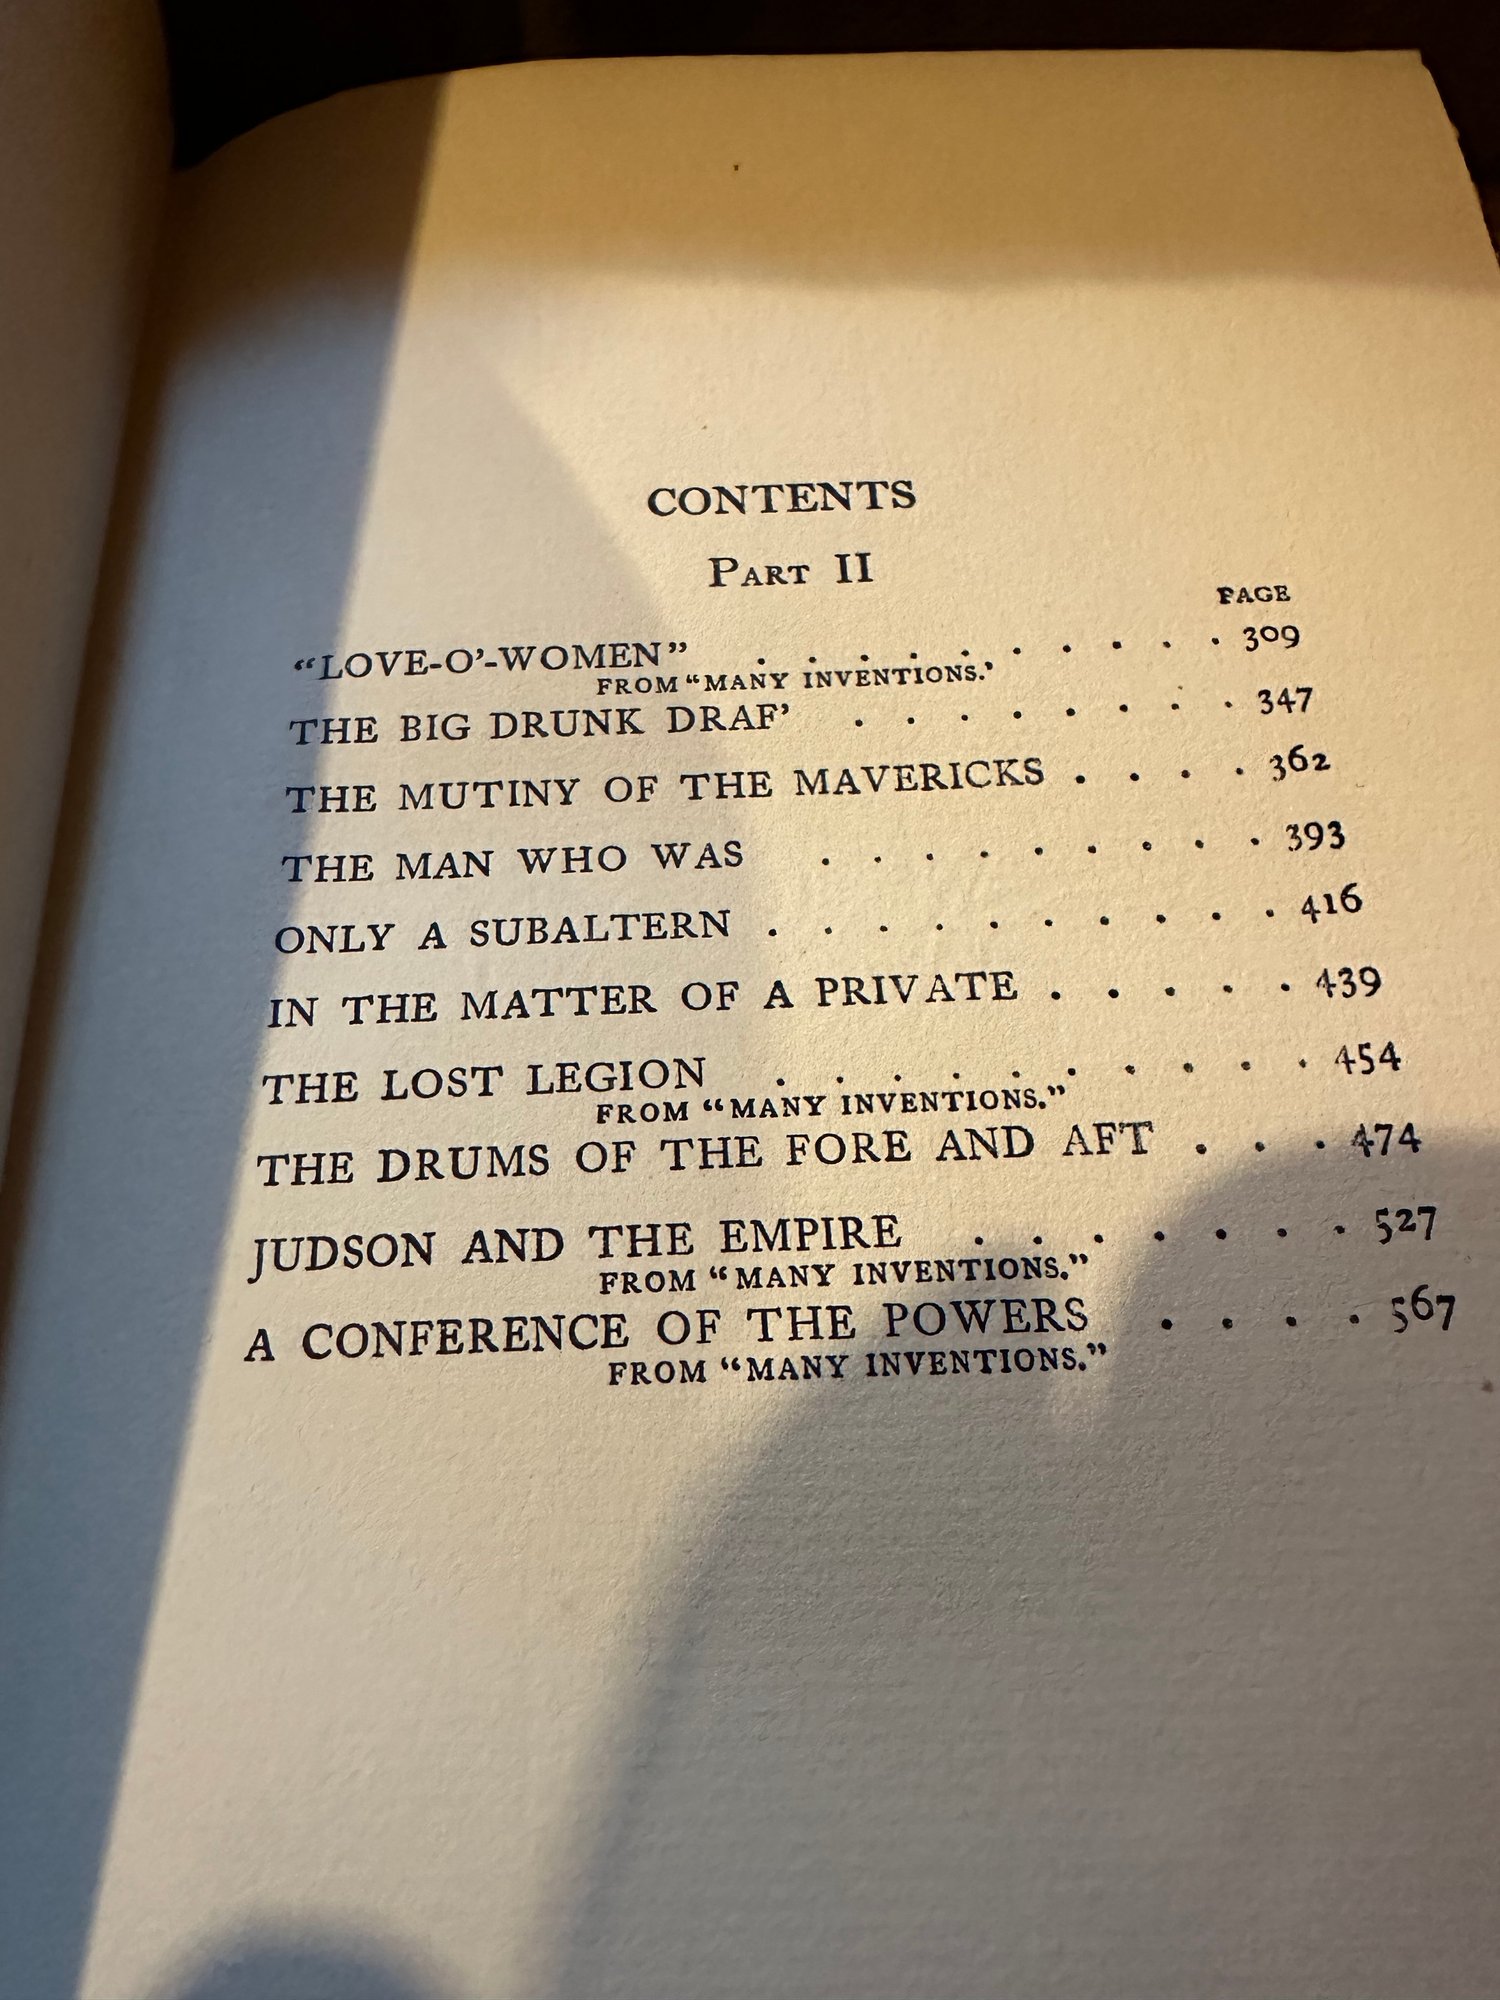 CONTENTS
Part II
PAGE
“LOVE-O’-WOMEN” . . . . . . . . . . 309
FROM “MANY INVENTIONS.’
THE BIG DRUNK DRAF’ . . . . . . . . 347
THE MUTINY OF THE MAVERICKS . . . . 362
THE MAN WHO WAS . . . . . . . . . 393
ONLY A SUBALTERN . . . . . . . . . . 416
IN THE MATTER OF A PRIVATE . . . . . 439
THE LOST LEGION . . . . . . . . . . 454
FROM “MANY INVENTIONS.”
THE DRUMS OF THE FORE AND AFT . . . 474
JUDSON AND THE EMPIRE . . . . . . . 527
FROM “MANY INVENTIONS.”
A CONFERENCE OF THE POWERS . . . . 567
FROM “MANY INVENTIONS.”